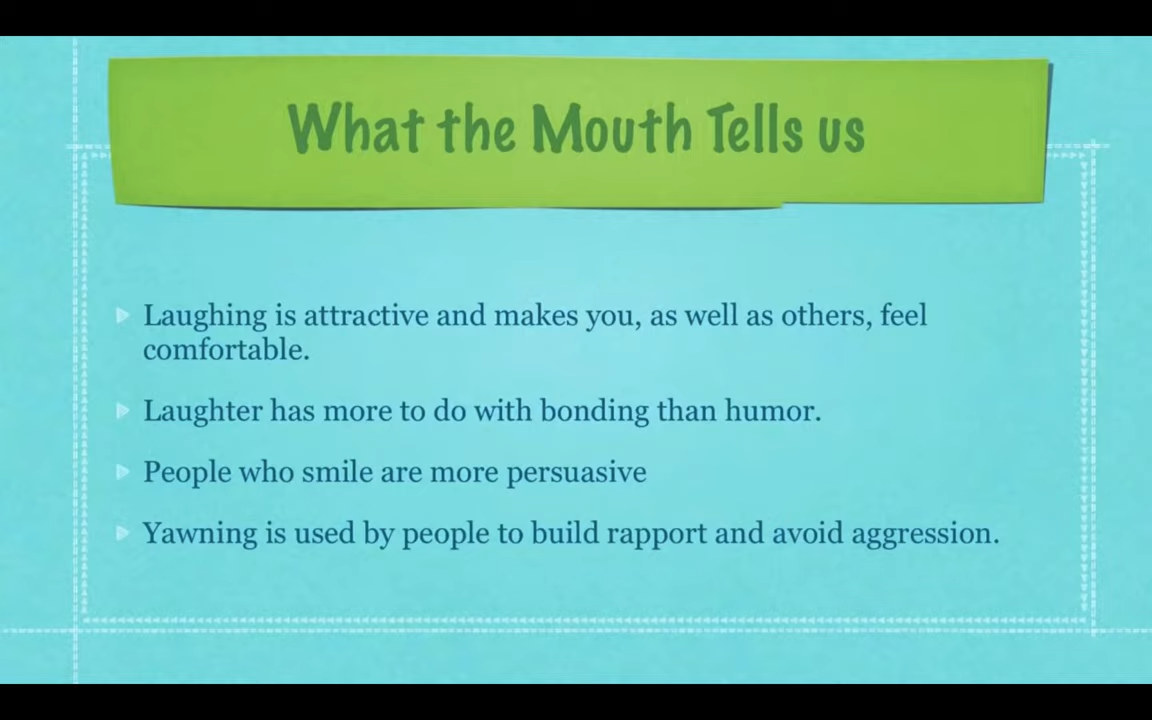 What the Mouth Tells us
Laughing is attractive and makes you, as well as others, feel
comfortable.
Laughter has more to do with bonding than humor.
People who smile are more persuasive
Yawning is used by people to build rapport and avoid aggression.